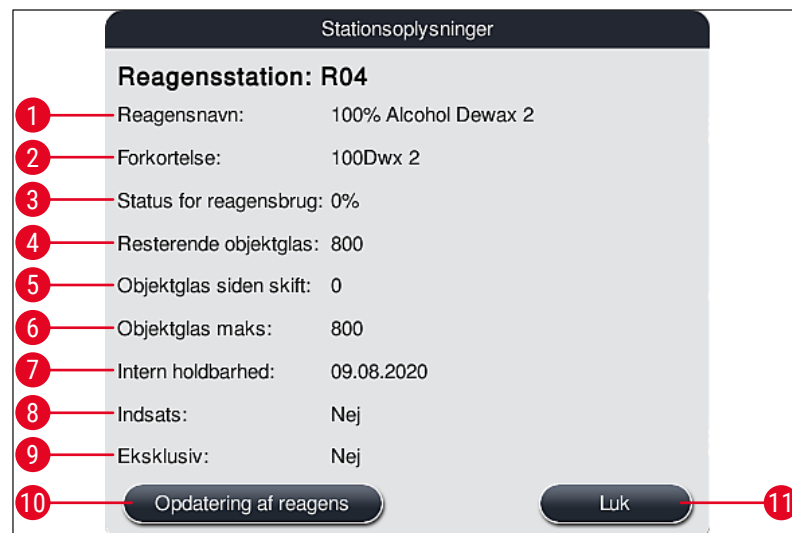 Stationsoplysninger
Reagensstation: R04
1 Reagensnavn: 100% Alcohol Dewax 2
2 Forkortelse: 100Dwx 2
3 Status for reagensbrug: 0%
4 Resterende objektglas: 800
5 Objektglas siden skift: 0
6 Objektglas maks: 800
7 Intern holdbarhed: 09.08.2020
8 Indsats: Nej
9 Eksklusiv: Nej
10 Opdatering af reagens Luk 11